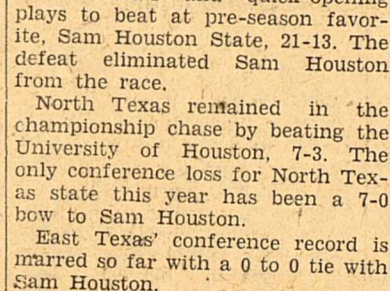 and quick opening
plays to beat at pre-season favor-
ite, Sam Houston State, 21-13. The
defeat eliminated Sam Houston
from the race.
North Texas remained in the
championship chase by beating the
University of Houston, 7-3. The
only conference loss for North Tex-
as state this year has been a 7-0
bow to Sam Houston.
East Texas' conference record is
marred so far with a 0 to 0 tie with
Sam Houston.